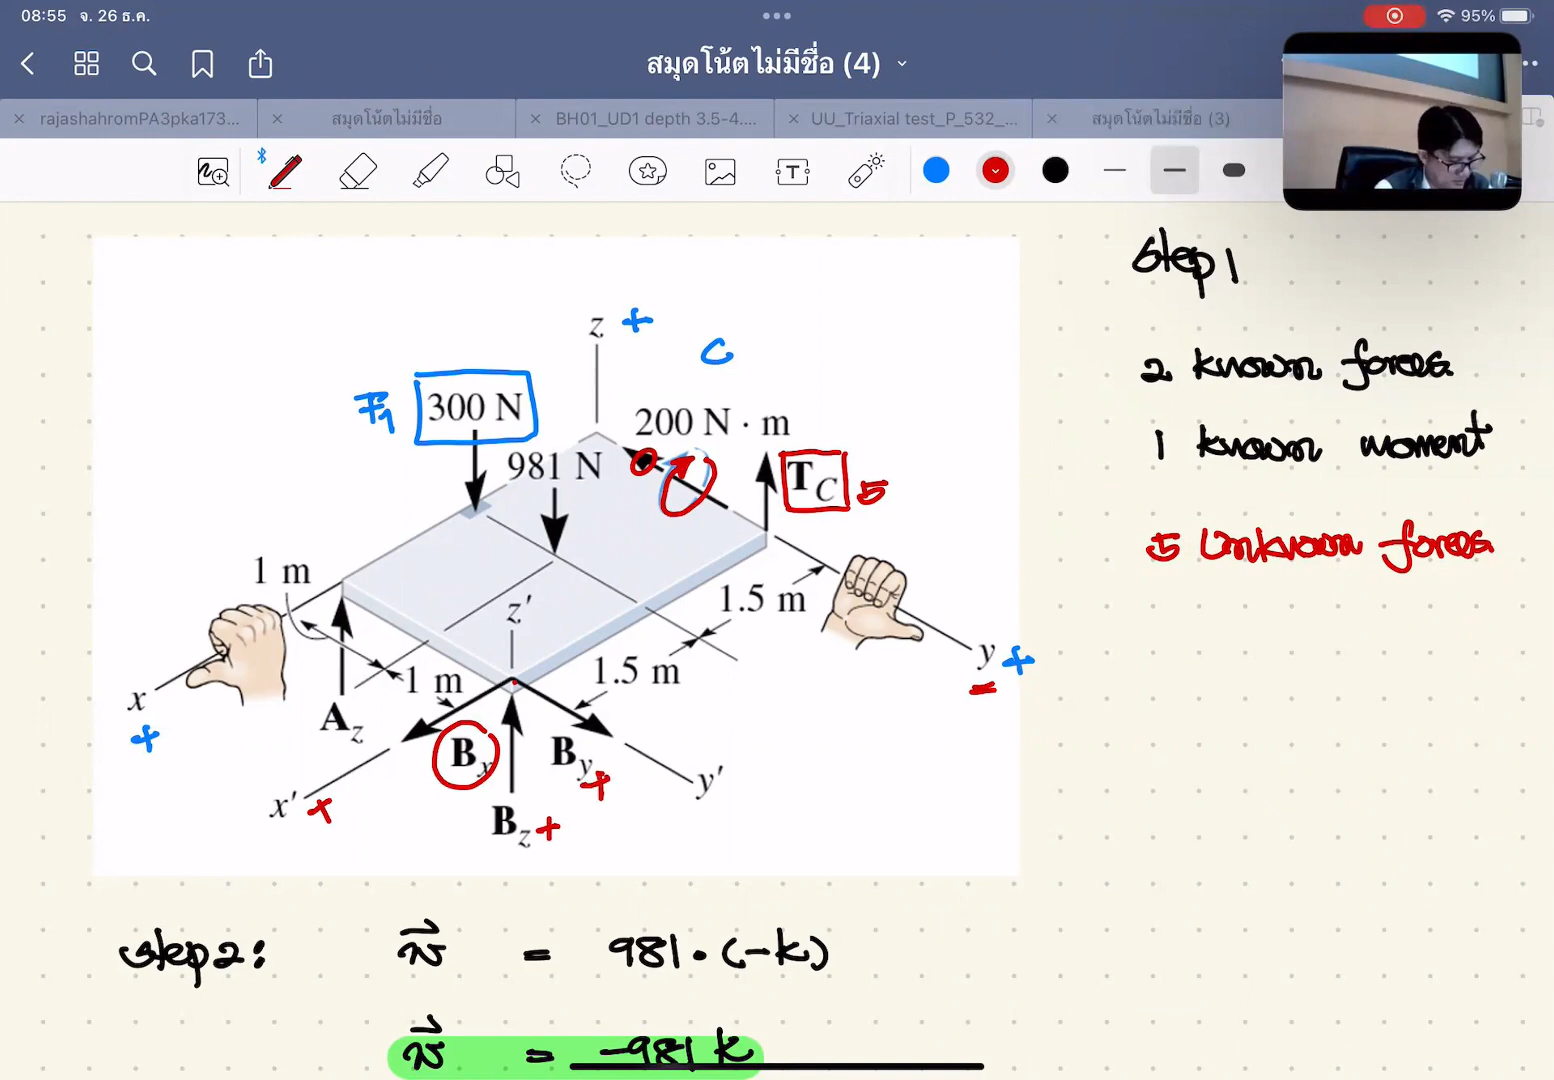 08:55 จ. 26 ธ.ค.
95%
สมุดโน้ตไม่มีชื่อ (4)
rajashahromPA3pka173...
สมุดโน้ตไม่มีชื่อ
BH01_UD1 depth 3.5-4....
UU_Triaxial test_P_532_...
สมุดโน้ตไม่มีชื่อ (3)
Step 1
2 known forces
1 known moment
5 Unknown forces
z +
C
F1 300 N
200 N · m
981 N
TC 5
1 m
z′
1.5 m
1 m
1.5 m
x +
y +
−
Az
Bx
By +
x′ +
y′
Bz +
step 2: W⃗ = 981 · (−k)
W⃗ = −981 k